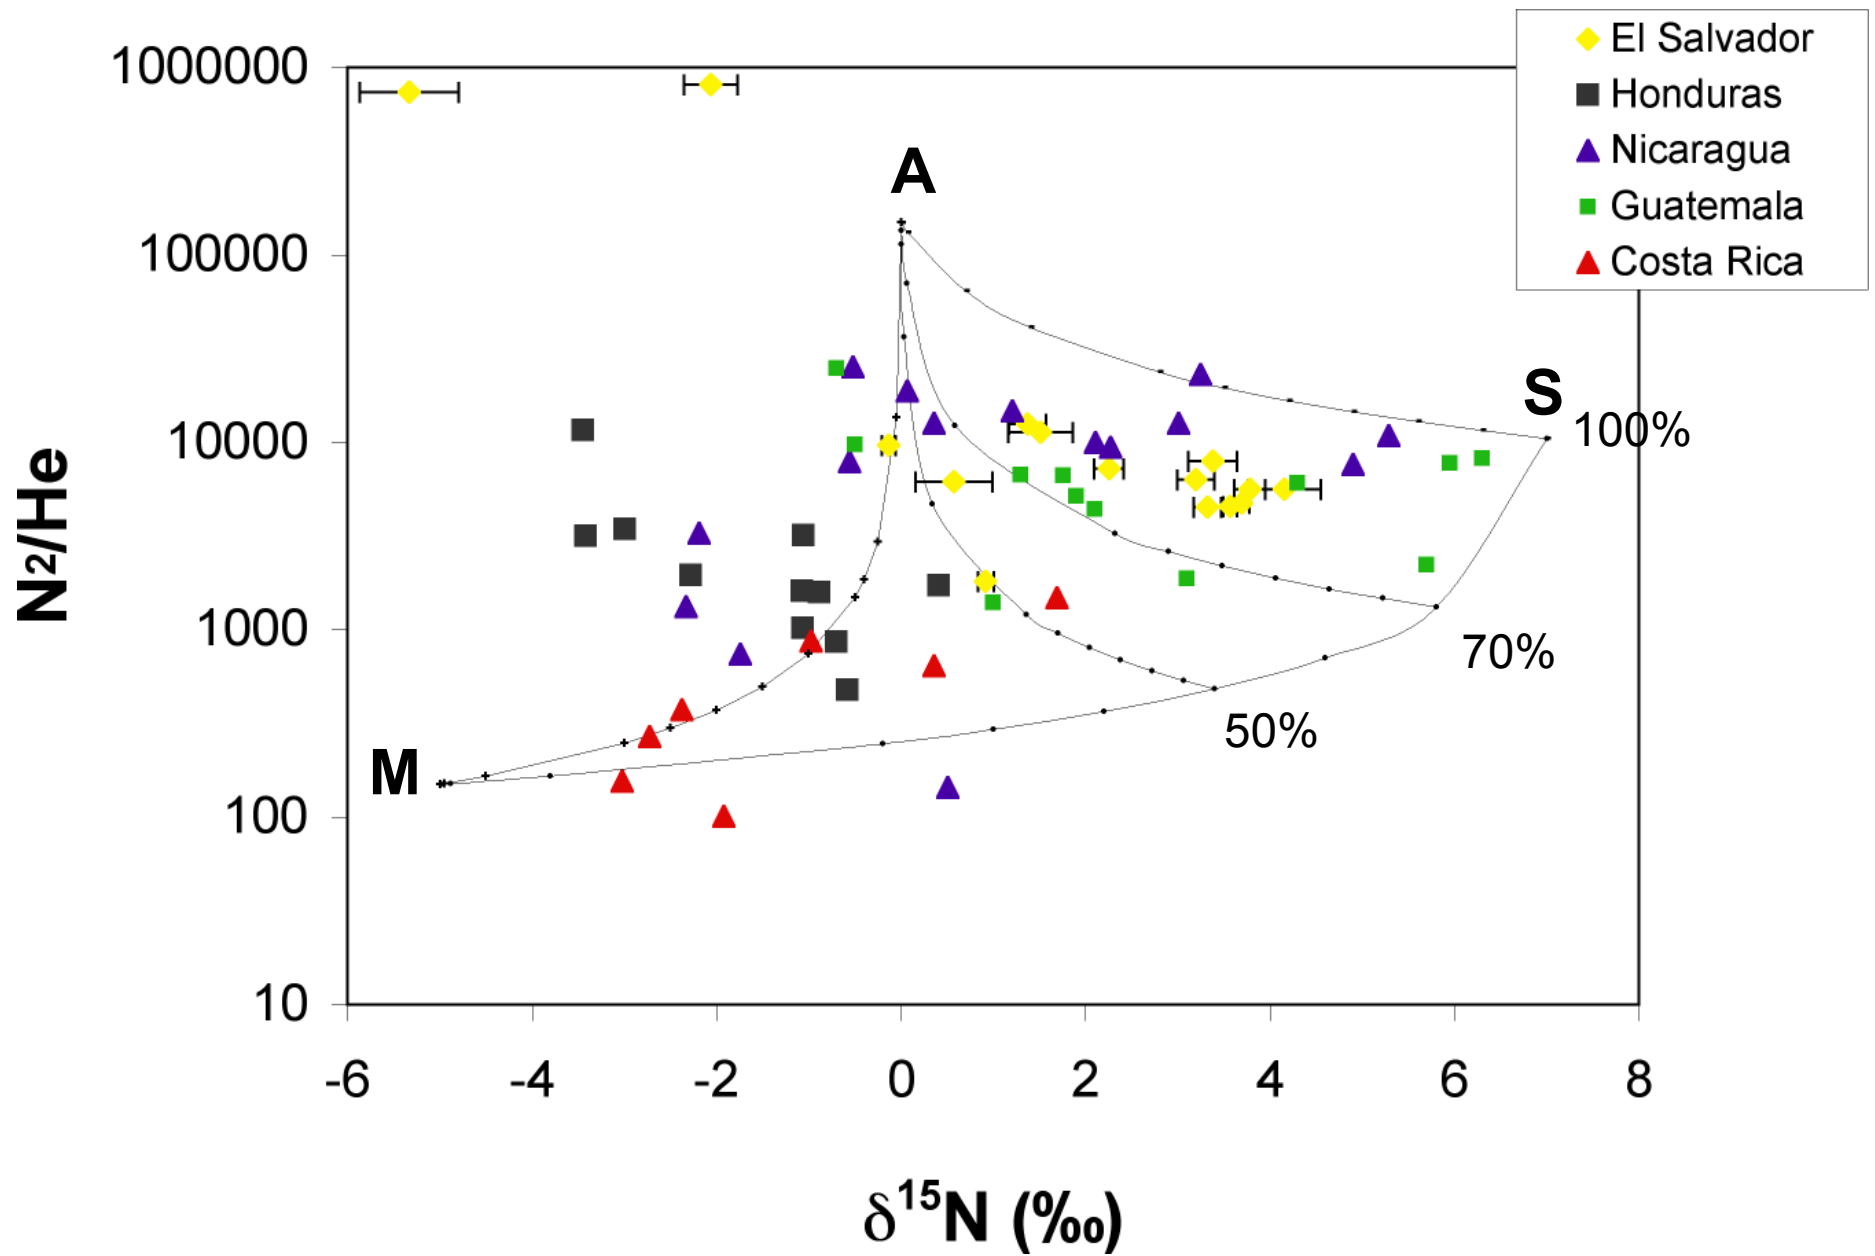 El Salvador
Honduras
Nicaragua
Guatemala
Costa Rica
1000000
100000
10000
1000
100
10
N2/He
A
S
M
100%
70%
50%
-6 -4 -2 0 2 4 6 8
δ¹⁵N (‰)